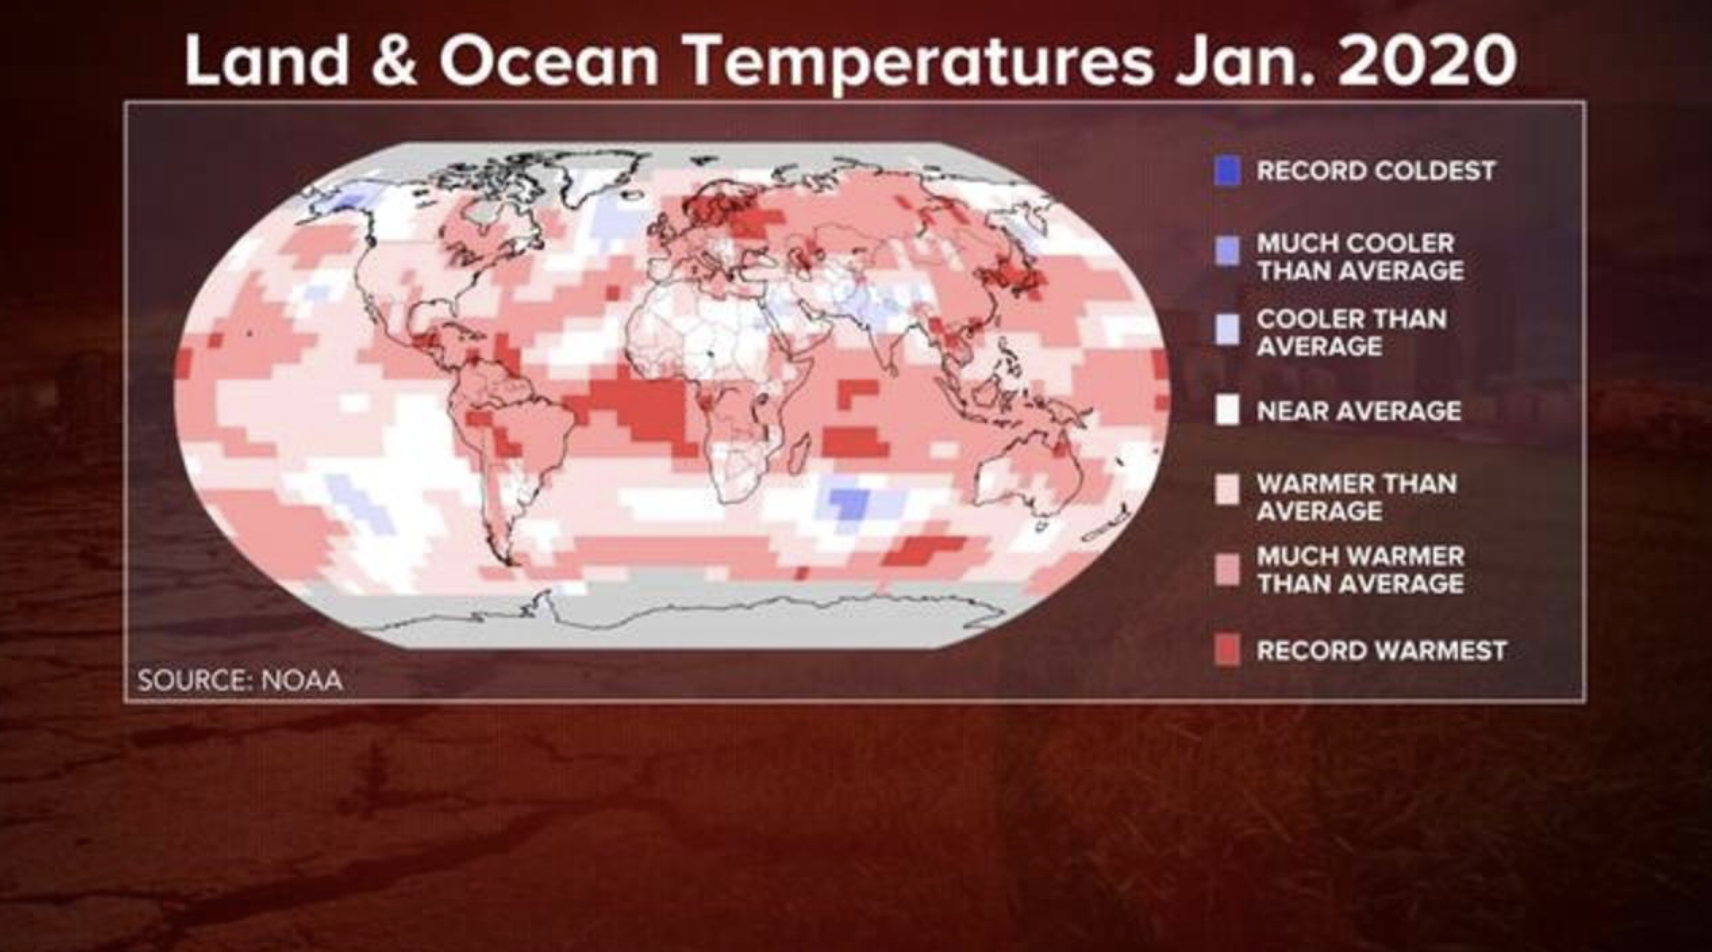 Land & Ocean Temperatures Jan. 2020
RECORD COLDEST
MUCH COOLER
THAN AVERAGE
COOLER THAN
AVERAGE
NEAR AVERAGE
WARMER THAN
AVERAGE
MUCH WARMER
THAN AVERAGE
RECORD WARMEST
SOURCE: NOAA